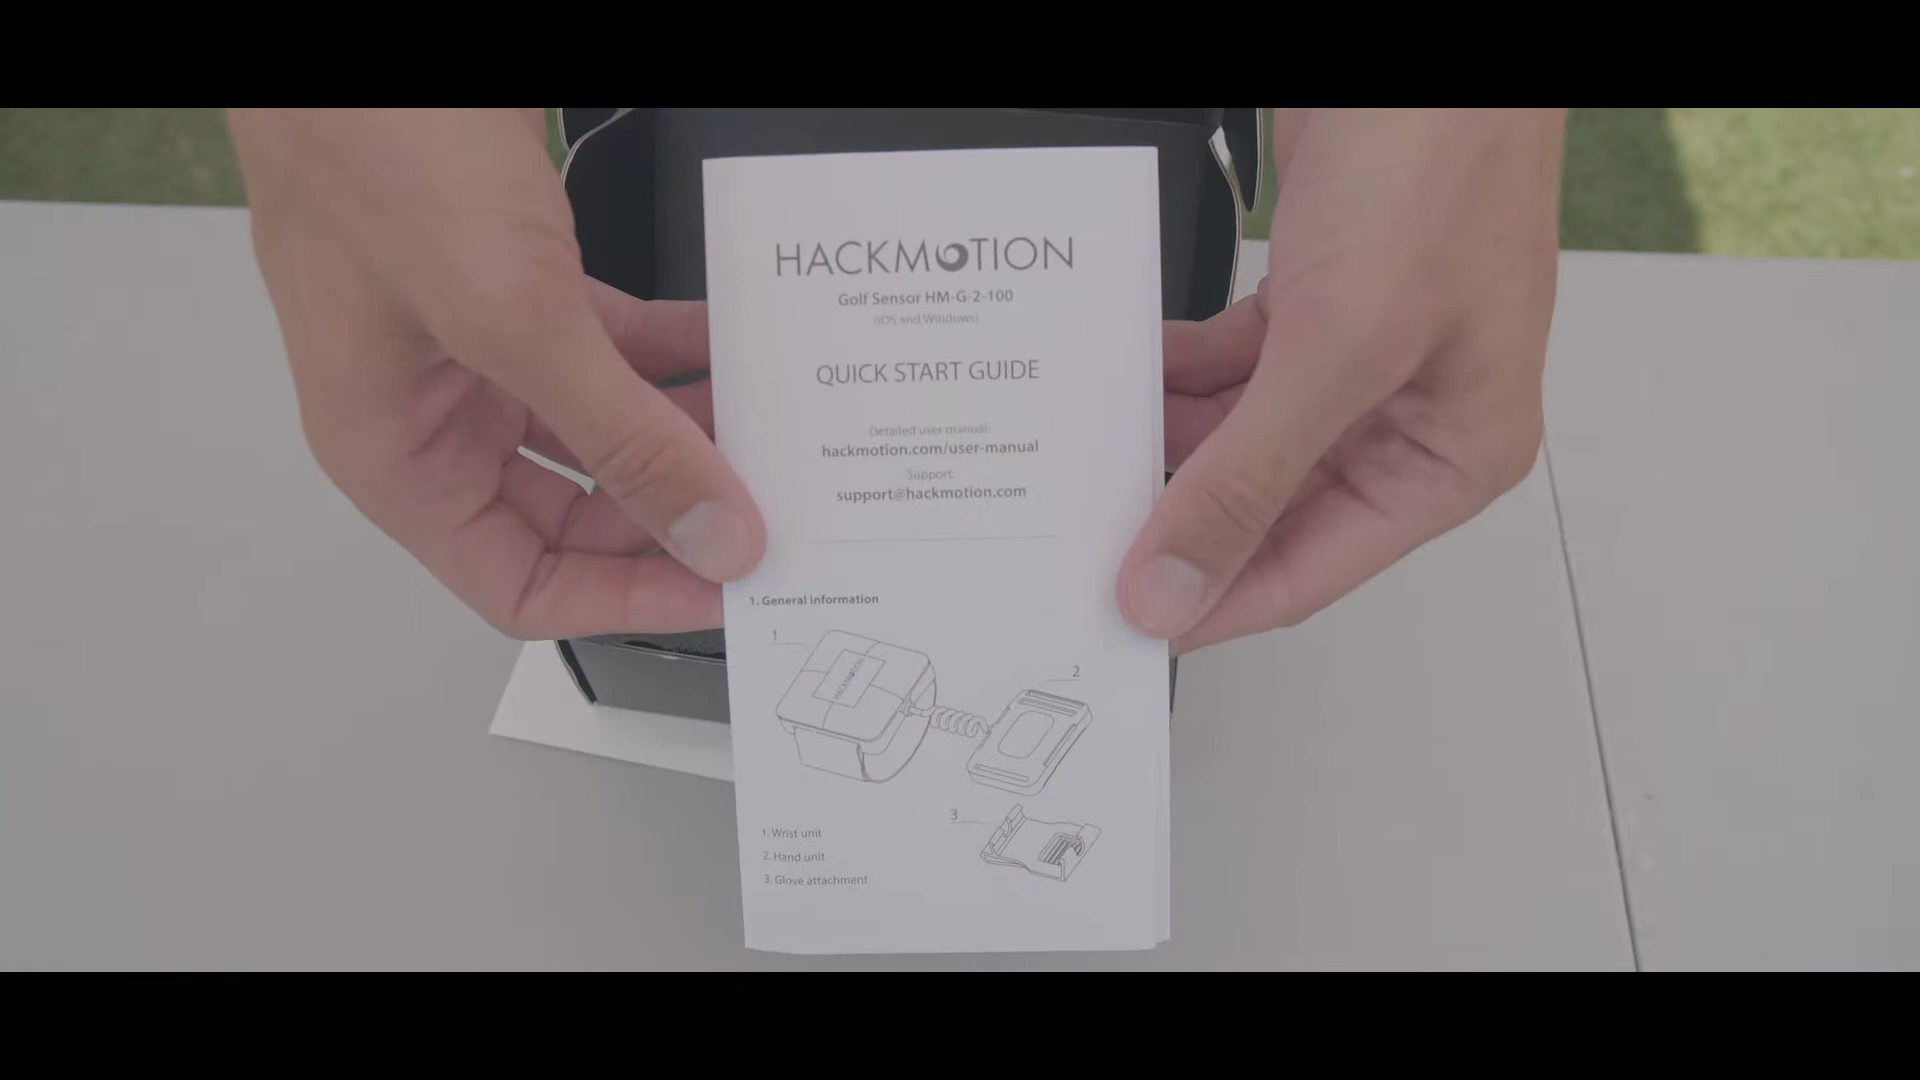 HACKMOTION
Golf Sensor HM-G-2-100
(iOS and Windows)
QUICK START GUIDE
Detailed user manual:
hackmotion.com/user-manual
Support:
support@hackmotion.com
1. General information
1
HACKMOTION
2
3
1. Wrist unit
2. Hand unit
3. Glove attachment